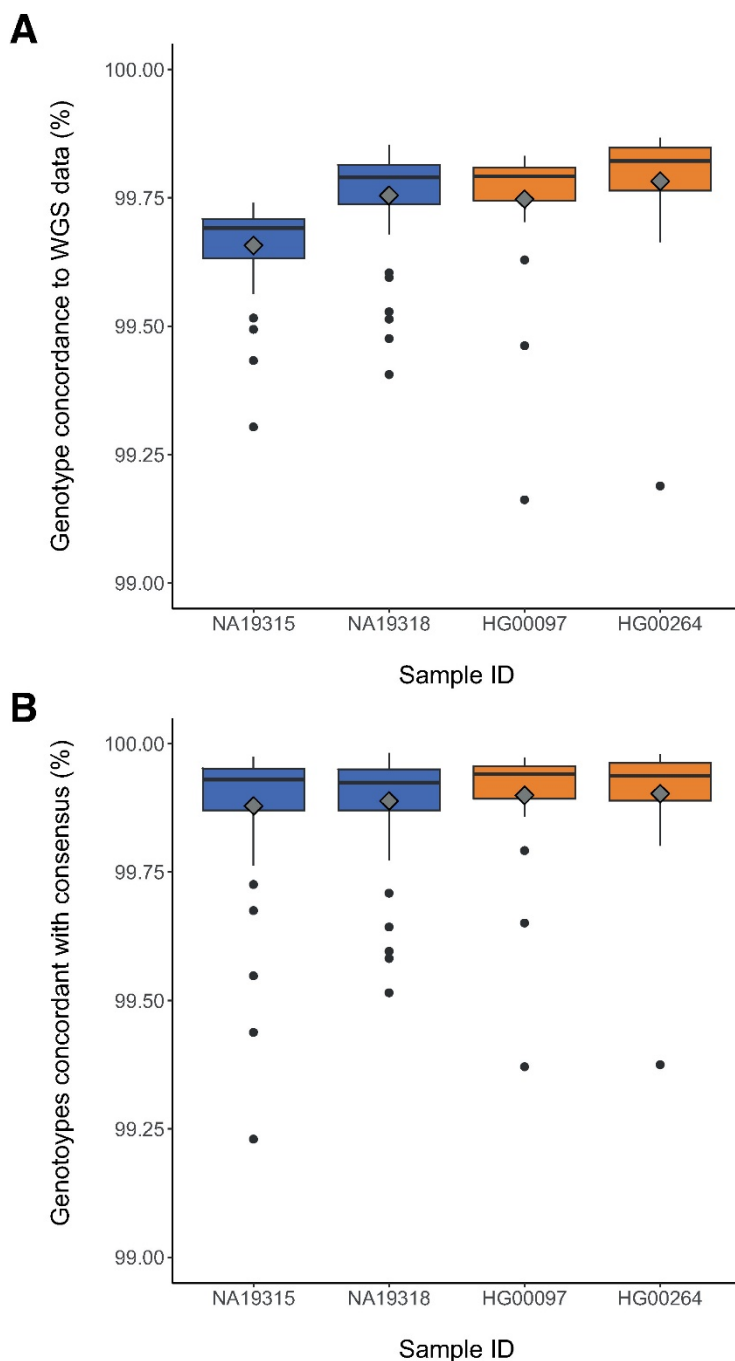 A
Genotype concordance to WGS data (%)
100.00
99.75
99.50
99.25
99.00
NA19315 NA19318 HG00097 HG00264
Sample ID
B
Genotoypes concordant with consensus (%)
100.00
99.75
99.50
99.25
99.00
NA19315 NA19318 HG00097 HG00264
Sample ID